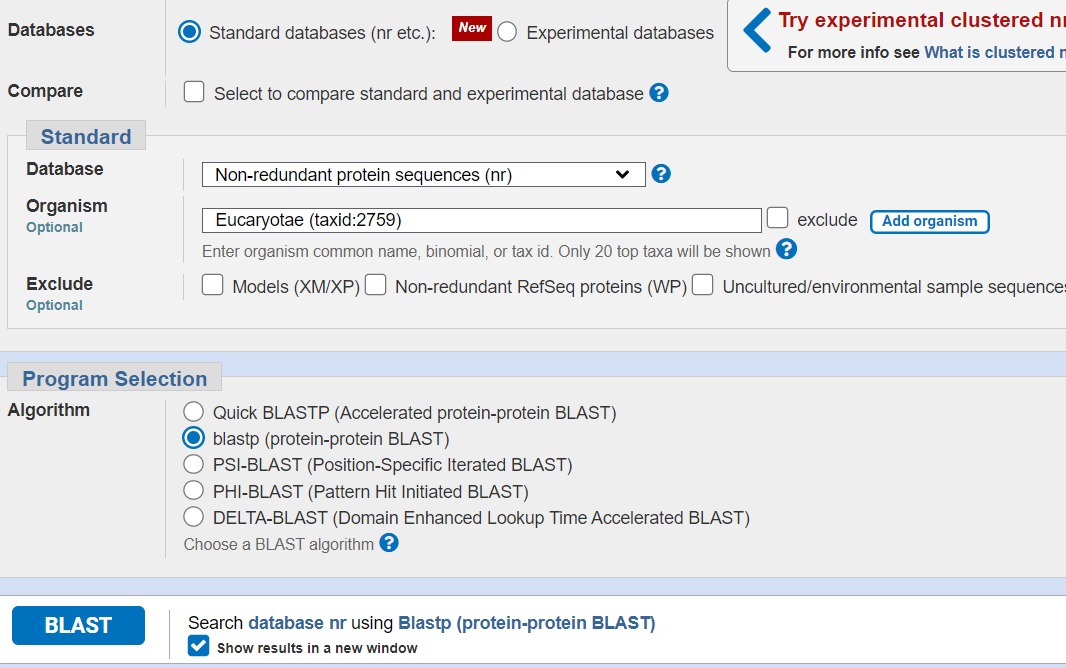 Databases
Standard databases (nr etc.): New Experimental databases
Try experimental clustered nr
For more info see What is clustered n
Compare
Select to compare standard and experimental database ?
Standard
Database
Non-redundant protein sequences (nr) ?
Organism
Optional
Eucaryotae (taxid:2759) exclude Add organism
Enter organism common name, binomial, or tax id. Only 20 top taxa will be shown ?
Exclude
Optional
Models (XM/XP) Non-redundant RefSeq proteins (WP) Uncultured/environmental sample sequences
Program Selection
Algorithm
Quick BLASTP (Accelerated protein-protein BLAST)
blastp (protein-protein BLAST)
PSI-BLAST (Position-Specific Iterated BLAST)
PHI-BLAST (Pattern Hit Initiated BLAST)
DELTA-BLAST (Domain Enhanced Lookup Time Accelerated BLAST)
Choose a BLAST algorithm ?
BLAST
Search database nr using Blastp (protein-protein BLAST)
Show results in a new window